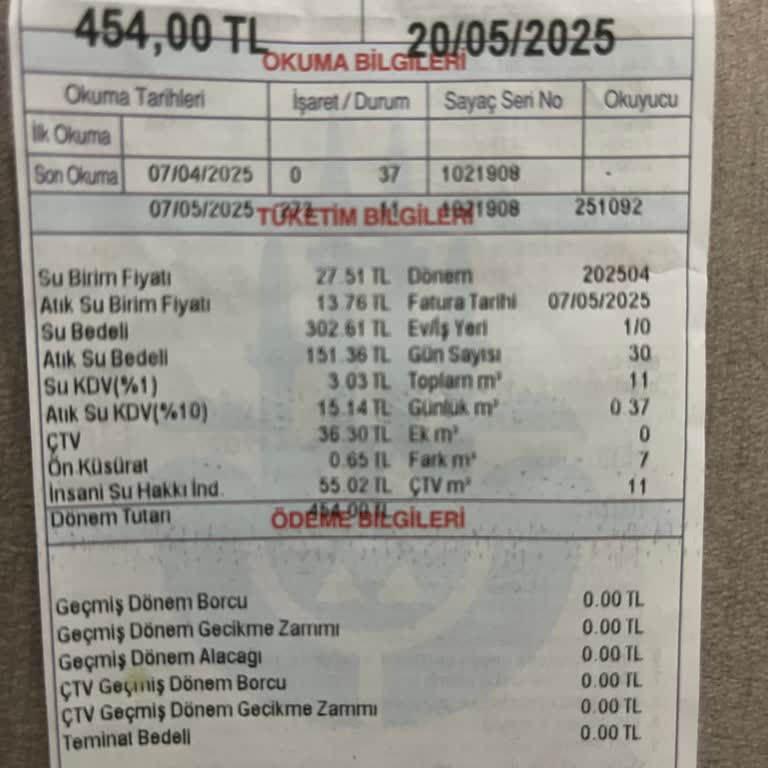 454,00 TL 20/05/2025
OKUMA BİLGİLERİ
Okuma Tarihleri İşaret / Durum Sayaç Seri No Okuyucu
İlk Okuma
Son Okuma 07/04/2025 0 37 1021908 -
07/05/2025 11 1021908 251092
TÜKETİM BİLGİLERİ
Su Birim Fiyatı 27.51 TL Dönem 202504
Atık Su Birim Fiyatı 13.76 TL Fatura Tarihi 07/05/2025
Su Bedeli 302.61 TL Ev/İş Yeri 1/0
Atık Su Bedeli 151.36 TL Gün Sayısı 30
Su KDV(%1) 3.03 TL Toplam m³ 11
Atık Su KDV(%10) 15.14 TL Günlük m³ 0.37
ÇTV 36.30 TL Ek m³ 0
Ön Küsürat 0.65 TL Fark m³ 7
İnsani Su Hakkı İnd. 55.02 TL ÇTV m³ 11
Dönem Tutarı 454.00 TL
ÖDEME BİLGİLERİ
Geçmiş Dönem Borcu 0.00 TL
Geçmiş Dönem Gecikme Zammı 0.00 TL
Geçmiş Dönem Alacağı 0.00 TL
ÇTV Geçmiş Dönem Borcu 0.00 TL
ÇTV Geçmiş Dönem Gecikme Zammı 0.00 TL
Teminat Bedeli 0.00 TL